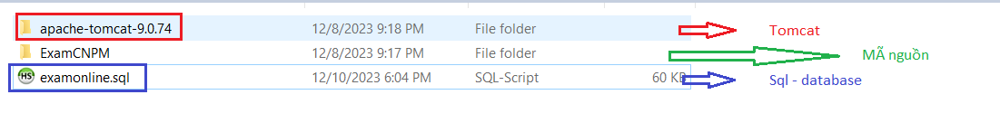 apache-tomcat-9.0.74 12/8/2023 9:18 PM File folder Tomcat
ExamCNPM 12/8/2023 9:17 PM File folder MÃ nguồn
HS examonline.sql 12/10/2023 6:04 PM SQL-Script 60 KB Sql - database